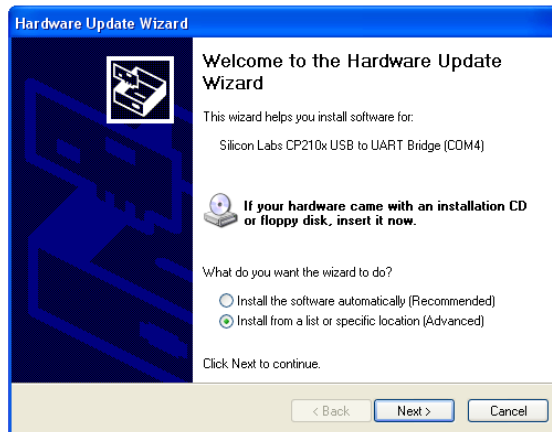 Hardware Update Wizard
Welcome to the Hardware Update
Wizard
This wizard helps you install software for:
Silicon Labs CP210x USB to UART Bridge (COM4)
If your hardware came with an installation CD
or floppy disk, insert it now.
What do you want the wizard to do?
Install the software automatically (Recommended)
Install from a list or specific location (Advanced)
Click Next to continue.
< Back Next > Cancel